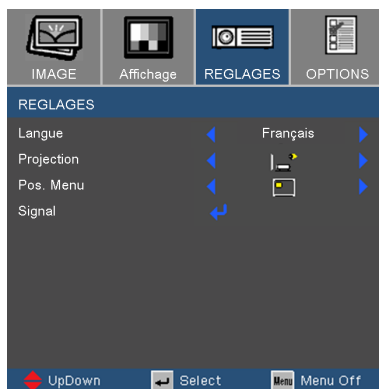 IMAGE Affichage REGLAGES OPTIONS
REGLAGES
Langue Français
Projection
Pos. Menu
Signal
UpDown Select Menu Menu Off